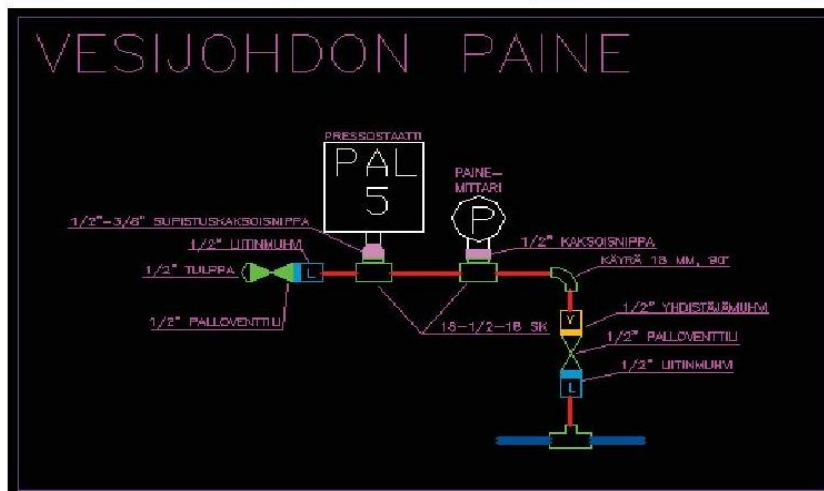 VESIJOHDON PAINE
PRESSOSTAATTI
PAL
5
PAINE-
MITTARI
P
1/2"-3/8" SUPISTUSKAKSOISNIPPA
1/2" LIITINMUHVI
1/2" KAKSOISNIPPA
1/2" TULPPA
L
KÄYRÄ 18 MM, 90°
1/2" PALLOVENTTIILI
18-1/2-18 SK
Y
1/2" YHDISTÄJÄMUHVI
1/2" PALLOVENTTIILI
1/2" LIITINMUHVI
L